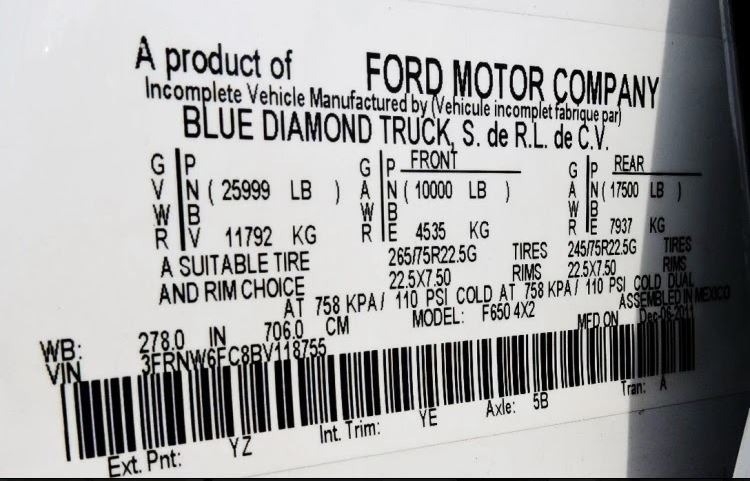 A product of FORD MOTOR COMPANY
Incomplete Vehicle Manufactured by (Vehicule incomplet fabrique par)
BLUE DIAMOND TRUCK, S. de R.L. de C.V.
G P G P FRONT G P REAR
V N ( 25999 LB ) A N ( 10000 LB ) A N ( 17500 LB )
W B W B W B
R V 11792 KG R E 4535 KG R E 7937 KG
A SUITABLE TIRE 265/75R22.5G TIRES 245/75R22.5G TIRES
AND RIM CHOICE 22.5X7.50 RIMS 22.5X7.50 RIMS
AT 758 KPA/ 110 PSI COLD AT 758 KPA/ 110 PSI COLD DUAL
WB: 278.0 IN 706.0 CM MODEL: F650 4X2 ASSEMBLED IN MEXICO
VIN 3FRNW6FC8BV118755 MFD ON Dec-06-2011
Ext. Pnt: YZ Int. Trim: YE Axle: 5B Tran: A